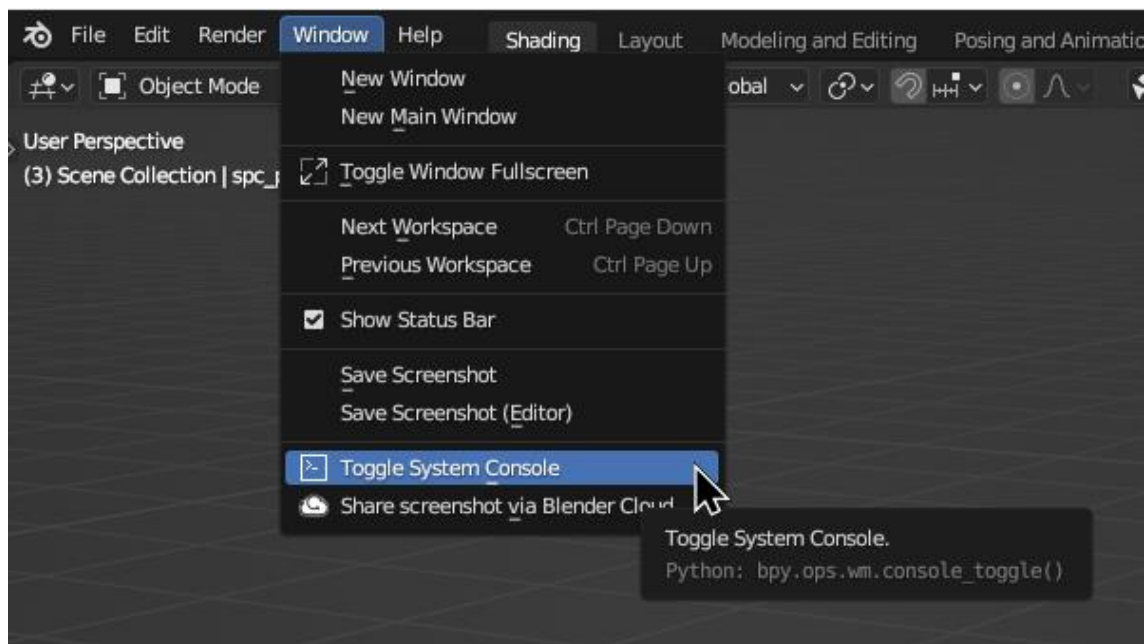 File Edit Render Window Help Shading Layout Modeling and Editing Posing and Animatio
Object Mode obal
New Window
New Main Window
User Perspective
(3) Scene Collection | spc_p
Toggle Window Fullscreen
Next Workspace Ctrl Page Down
Previous Workspace Ctrl Page Up
Show Status Bar
Save Screenshot
Save Screenshot (Editor)
Toggle System Console
Share screenshot via Blender Cloud
Toggle System Console.
Python: bpy.ops.wm.console_toggle()